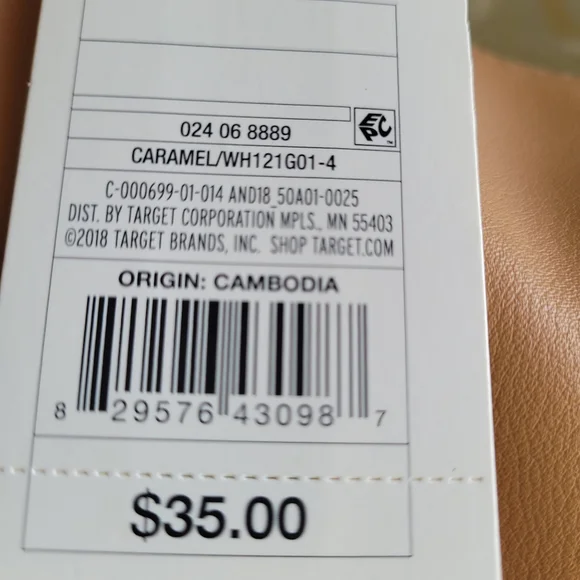 EPC™
024 06 8889
CARAMEL/WH121G01-4
C-000699-01-014 AND18_50A01-0025
DIST. BY TARGET CORPORATION MPLS., MN 55403
©2018 TARGET BRANDS, INC. SHOP TARGET.COM
ORIGIN: CAMBODIA
8 29576 43098 7
$35.00